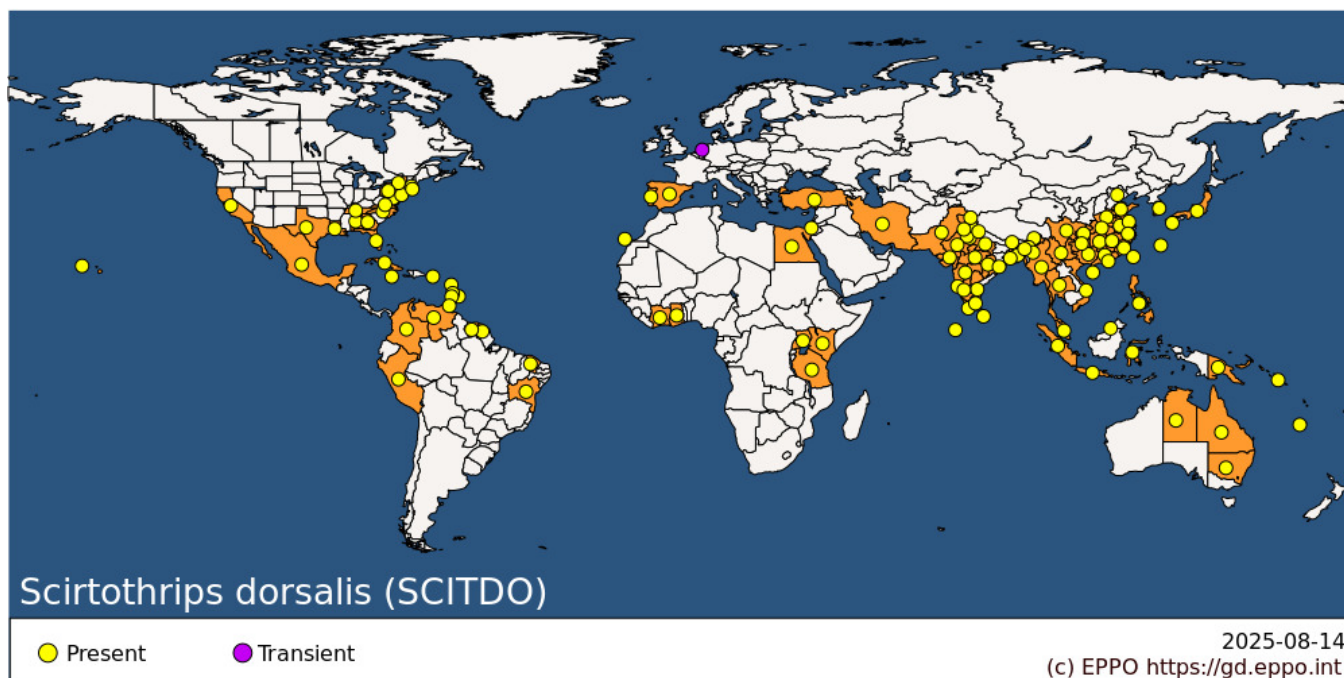 Scirtothrips dorsalis (SCITDO)
Present
Transient
2025-08-14
(c) EPPO https://gd.eppo.int